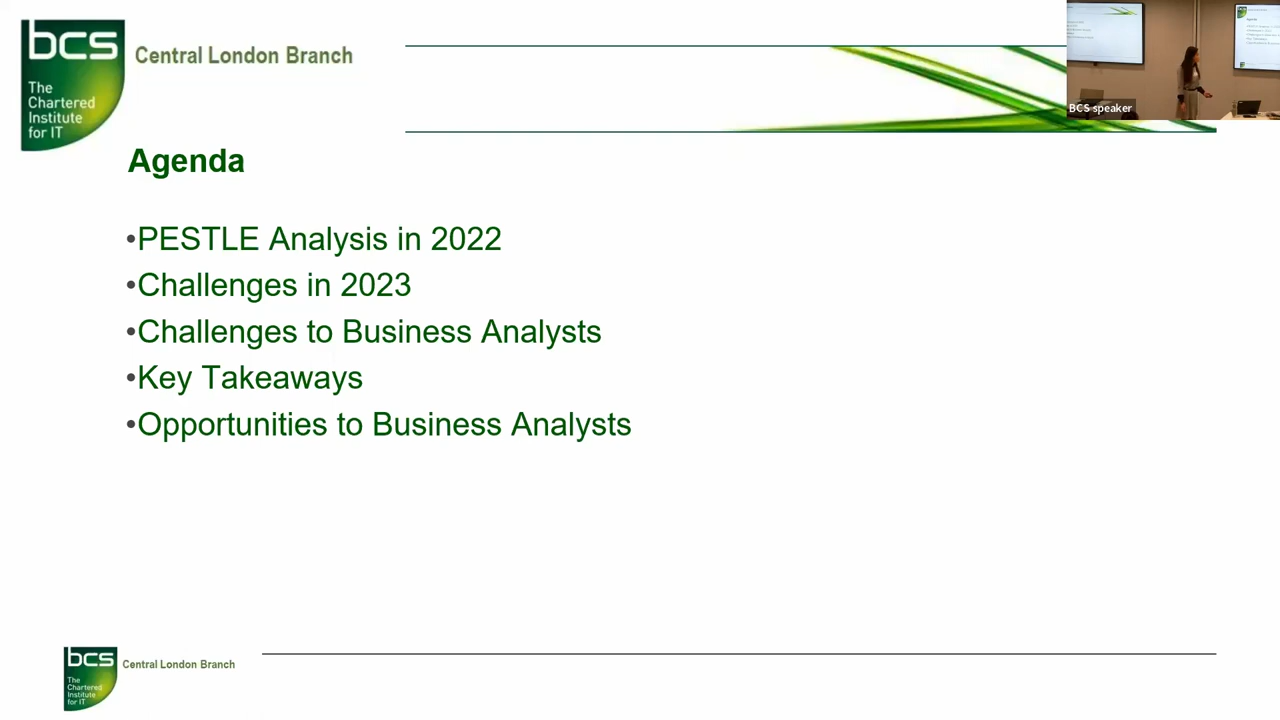 bcs
The
Chartered
Institute
for IT
Central London Branch
BCS speaker
Agenda
•PESTLE Analysis in 2022
•Challenges in 2023
•Challenges to Business Analysts
•Key Takeaways
•Opportunities to Business Analysts
bcs
The
Chartered
Institute
for IT
Central London Branch